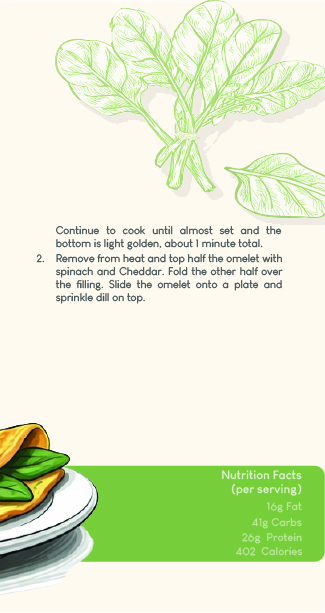 Continue to cook until almost set and the
bottom is light golden, about 1 minute total.
2. Remove from heat and top half the omelet with
spinach and Cheddar. Fold the other half over
the filling. Slide the omelet onto a plate and
sprinkle dill on top.
Nutrition Facts
(per serving)
16g Fat
41g Carbs
26g Protein
402 Calories